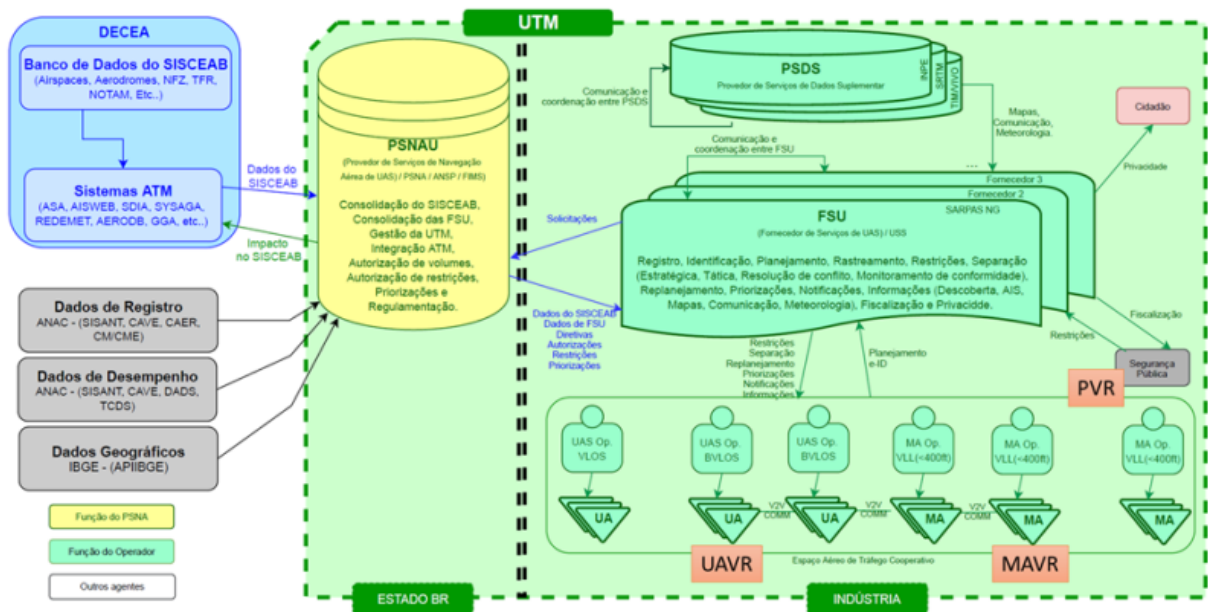 UTM
DECEA
Banco de Dados do SISCEAB
(Airspaces, Aerodromes, NFZ, TFR,
NOTAM, Etc..)
Sistemas ATM
(ASA, AISWEB, SDIA, SYSAGA,
REDEMET, AERODB, GGA, etc..)
Dados do
SISCEAB
Impacto
no SISCEAB
Dados de Registro
ANAC - (SISANT, CAVE, CAER,
CM/CME)
Dados de Desempenho
ANAC - (SISANT, CAVE, DADS,
TCDS)
Dados Geográficos
IBGE - (APIIBGE)
Função do PSNA
Função do Operador
Outros agentes
PSNAU
(Provedor de Serviços de Navegação
Aérea de UAS) / PSNA / ANSP / FIMS)
Consolidação do SISCEAB,
Consolidação das FSU,
Gestão da UTM,
Integração ATM,
Autorização de volumes,
Autorização de restrições,
Priorizações e
Regulamentação.
ESTADO BR
PSDS
Provedor de Serviços de Dados Suplementar
INPE
SRTM
TIM/VIVO
Comunicação e
coordenação entre PSDS
Comunicação e
coordenação entre FSU
Mapas,
Comunicação,
Meteorologia.
...
Cidadão
Privacidade
Fornecedor 3
Fornecedor 2
SARPAS NG
FSU
(Fornecedor de Serviços de UAS) / USS
Registro, Identificação, Planejamento, Rastreamento, Restrições, Separação
(Estratégica, Tática, Resolução de conflito, Monitoramento de conformidade),
Replanejamento, Priorizações, Notificações, Informações (Descoberta, AIS,
Mapas, Comunicação, Meteorologia), Fiscalização e Privacidde.
Solicitações
Dados do SISCEAB
Dados de FSU
Diretivas
Autorizações
Restrições
Priorizações
Restrições
Separação
Replanejamento
Priorizações
Notificações
Informações
Planejamento
e-ID
Restrições
Fiscalização
Segurança
Pública
PVR
UAS Op.
VLOS
UAS Op.
BVLOS
UAS Op.
BVLOS
MA Op.
VLL(<400ft)
MA Op.
VLL(<400ft)
MA Op.
VLL(<400ft)
UA
UA
V2V
COMM
UA
V2V
COMM
MA
V2V
COMM
MA
MA
UAVR
Espaço Aéreo de Tráfego Cooperativo
MAVR
INDÚSTRIA